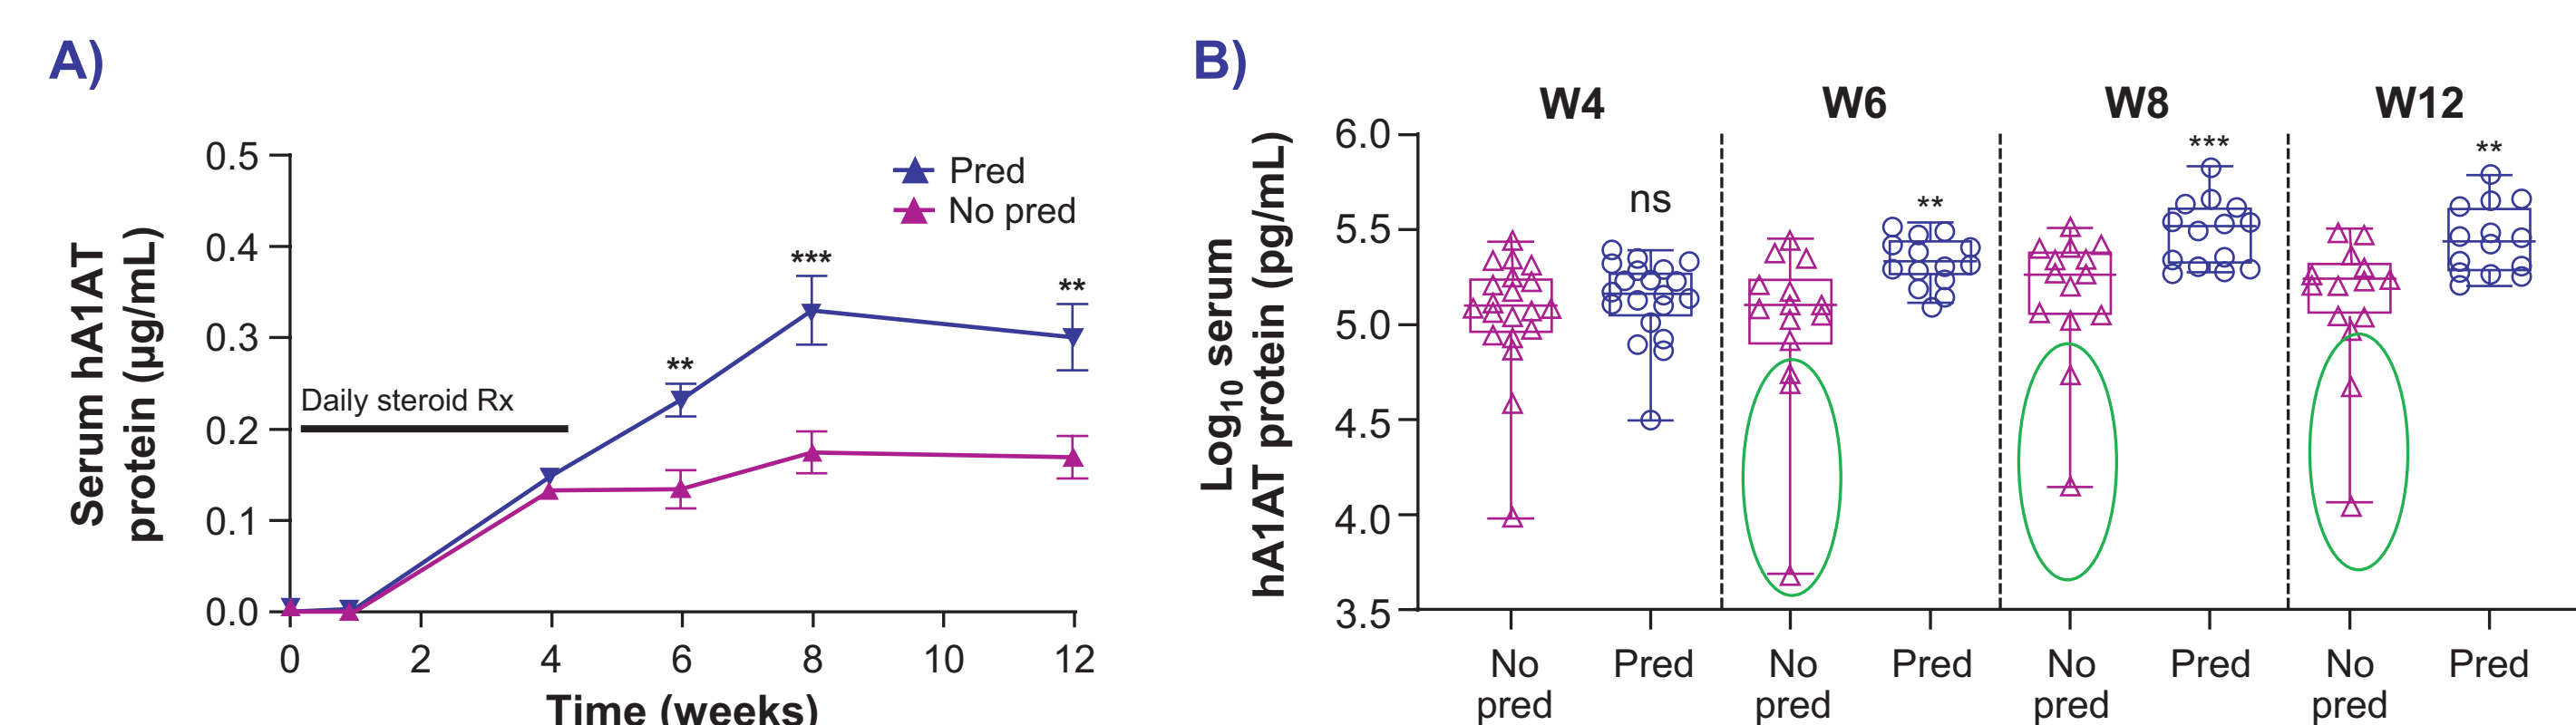 A)
Serum hA1AT
protein (µg/mL)
0.5
0.4
0.3
0.2
0.1
0.0
Pred
No pred
Daily steroid Rx
**
***
**
0 2 4 6 8 10 12
Time (weeks)
B)
Log10 serum
hA1AT protein (pg/mL)
W4 W6 W8 W12
6.0
5.5
5.0
4.5
4.0
3.5
ns
**
***
**
No pred
Pred
No pred
Pred
No pred
Pred
No pred
Pred